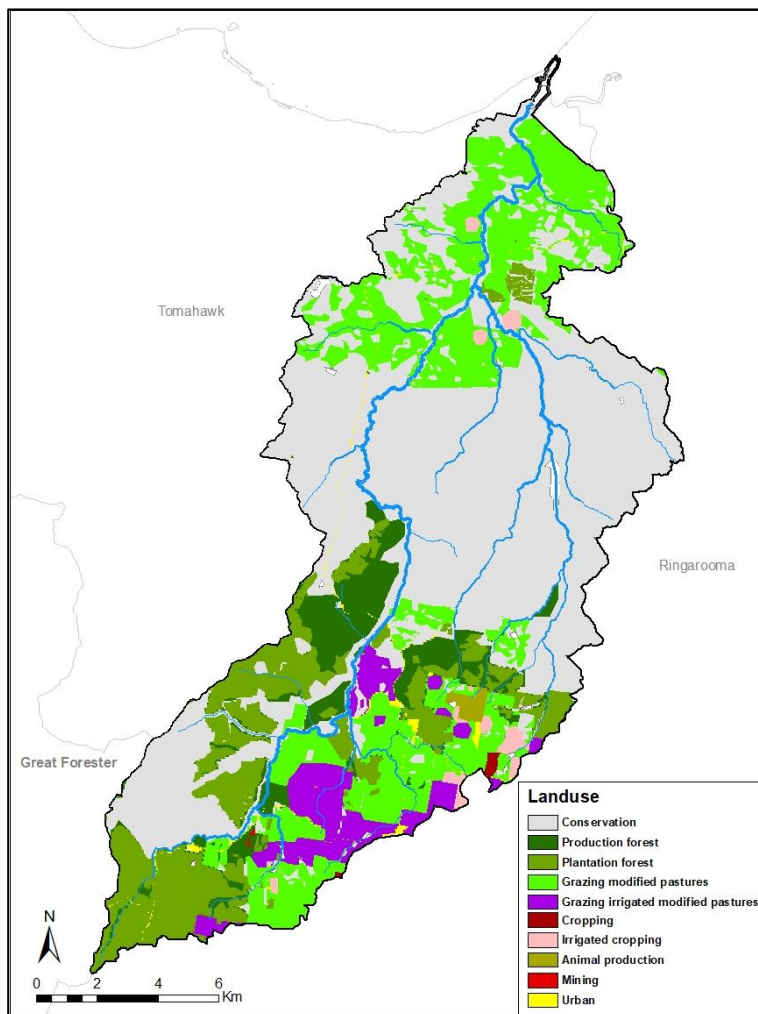 Tomahawk
Ringarooma
Great Forester
Landuse
Conservation
Production forest
Plantation forest
Grazing modified pastures
Grazing irrigated modified pastures
Cropping
Irrigated cropping
Animal production
Mining
Urban
N
0 2 4 6
Km